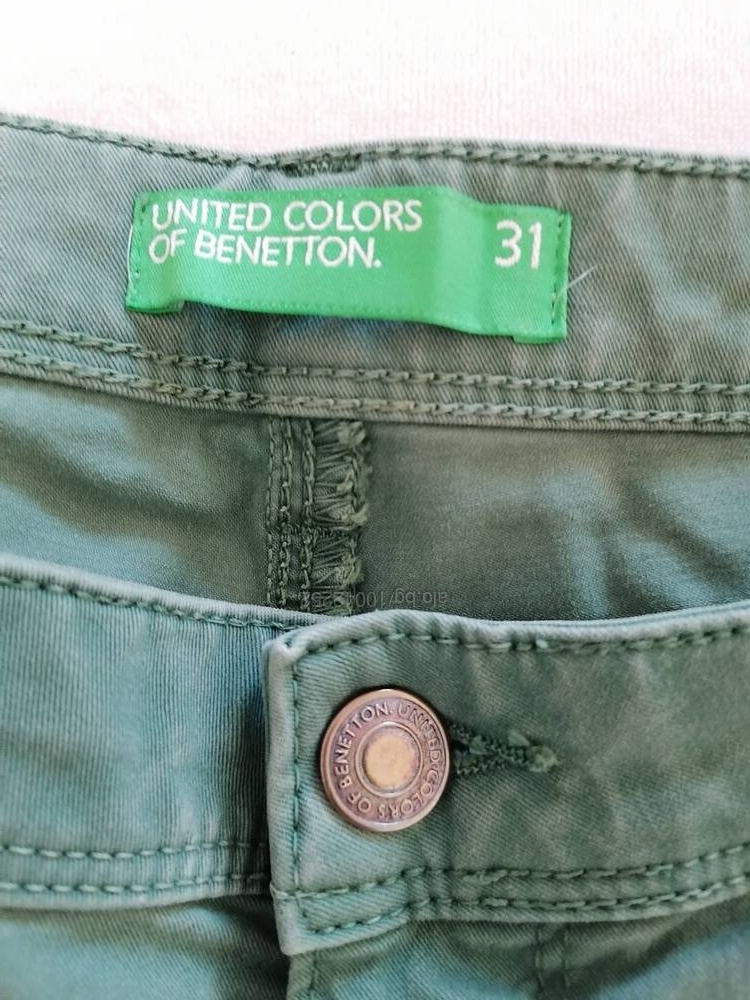 UNITED COLORS
OF BENETTON.
31
UNITED COLORS OF BENETTON.